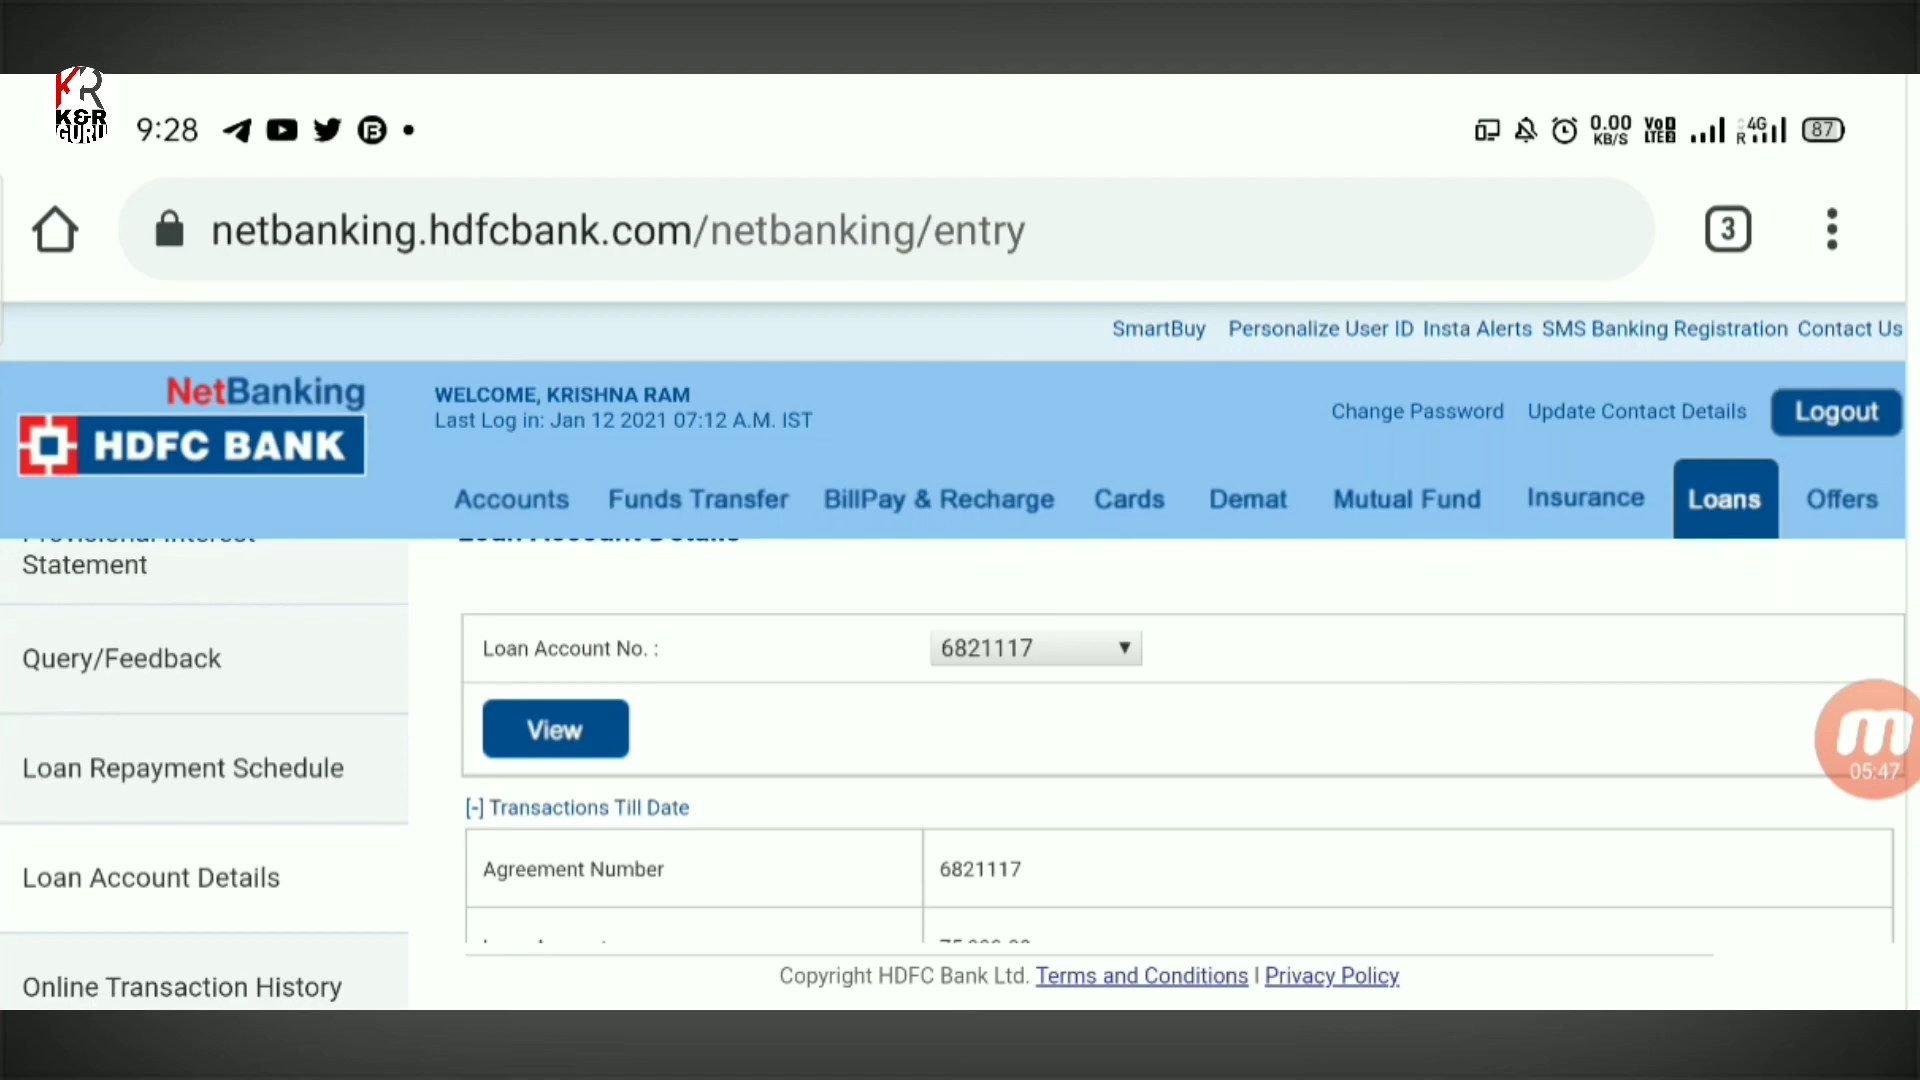 K&R
GURU
9:28
0.00
KB/S
VoD
LTE2
4G
R
87
netbanking.hdfcbank.com/netbanking/entry
3
SmartBuy Personalize User ID Insta Alerts SMS Banking Registration Contact Us
NetBanking
HDFC BANK
WELCOME, KRISHNA RAM
Last Log in: Jan 12 2021 07:12 A.M. IST
Change Password Update Contact Details Logout
Accounts Funds Transfer BillPay & Recharge Cards Demat Mutual Fund Insurance Loans Offers
Statement
Query/Feedback
Loan Repayment Schedule
Loan Account Details
Online Transaction History
Loan Account No. : 6821117
View
[-] Transactions Till Date
Agreement Number 6821117
05:47
Copyright HDFC Bank Ltd. Terms and Conditions | Privacy Policy